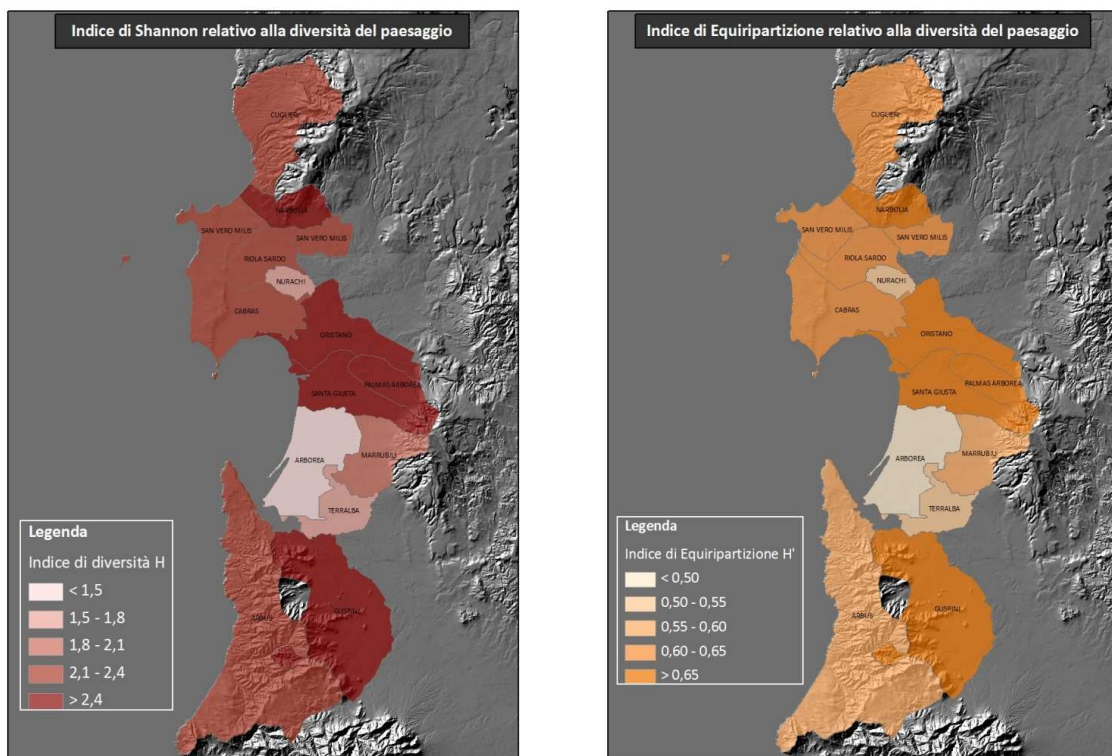 Indice di Shannon relativo alla diversità del paesaggio
CUGLIERI
NARBOLIA
SAN VERO MILIS
SAN VERO MILIS
RIOLA SARDO
NURACHI
CABRAS
ORISTANO
PALMAS ARBOREA
SANTA GIUSTA
MARRUBIU
ARBOREA
TERRALBA
GUSPINI
ARBUS
Legenda
Indice di diversità H
< 1,5
1,5 - 1,8
1,8 - 2,1
2,1 - 2,4
> 2,4
Indice di Equiripartizione relativo alla diversità del paesaggio
CUGLIERI
NARBOLIA
SAN VERO MILIS
SAN VERO MILIS
RIOLA SARDO
NURACHI
CABRAS
ORISTANO
PALMAS ARBOREA
SANTA GIUSTA
MARRUBIU
ARBOREA
TERRALBA
GUSPINI
ARBUS
Legenda
Indice di Equiripartizione H'
< 0,50
0,50 - 0,55
0,55 - 0,60
0,60 - 0,65
> 0,65